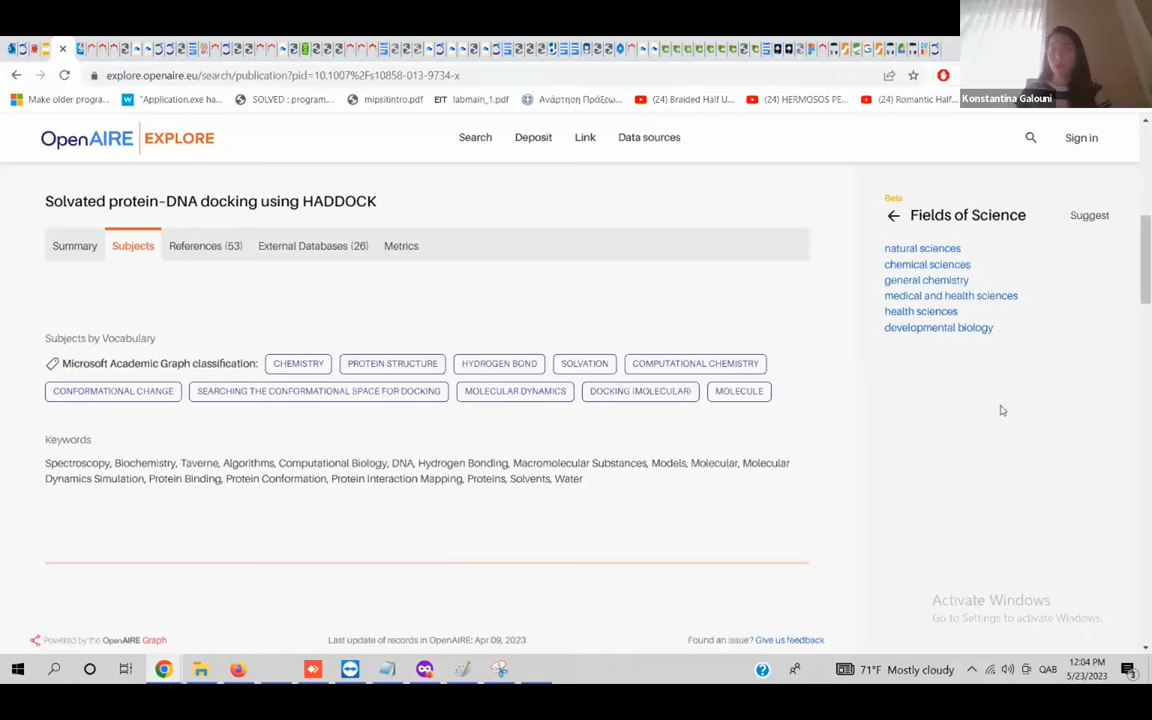 explore.openaire.eu/search/publication?pid=10.1007%2Fs10858-013-9734-x
Konstantina Galouni
Make older progra...
"Application.exe ha...
SOLVED : program...
mipsitintro.pdf
EIT labmain_1.pdf
Ανάρτηση Πράξεω...
(24) Braided Half U...
(24) HERMOSOS PE...
(24) Romantic Half...
OpenAIRE EXPLORE
Search
Deposit
Link
Data sources
Sign in
Solvated protein-DNA docking using HADDOCK
Summary
Subjects
References (53)
External Databases (26)
Metrics
Subjects by Vocabulary
Microsoft Academic Graph classification: CHEMISTRY PROTEIN STRUCTURE HYDROGEN BOND SOLVATION COMPUTATIONAL CHEMISTRY
CONFORMATIONAL CHANGE SEARCHING THE CONFORMATIONAL SPACE FOR DOCKING MOLECULAR DYNAMICS DOCKING (MOLECULAR) MOLECULE
Keywords
Spectroscopy, Biochemistry, Taverne, Algorithms, Computational Biology, DNA, Hydrogen Bonding, Macromolecular Substances, Models, Molecular, Molecular
Dynamics Simulation, Protein Binding, Protein Conformation, Protein Interaction Mapping, Proteins, Solvents, Water
Beta
Fields of Science
Suggest
natural sciences
chemical sciences
general chemistry
medical and health sciences
health sciences
developmental biology
Activate Windows
Go to Settings to activate Windows.
Powered by the OpenAIRE Graph
Last update of records in OpenAIRE: Apr 09, 2023
Found an issue? Give us feedback
71°F Mostly cloudy
QAB
12:04 PM
5/23/2023
3